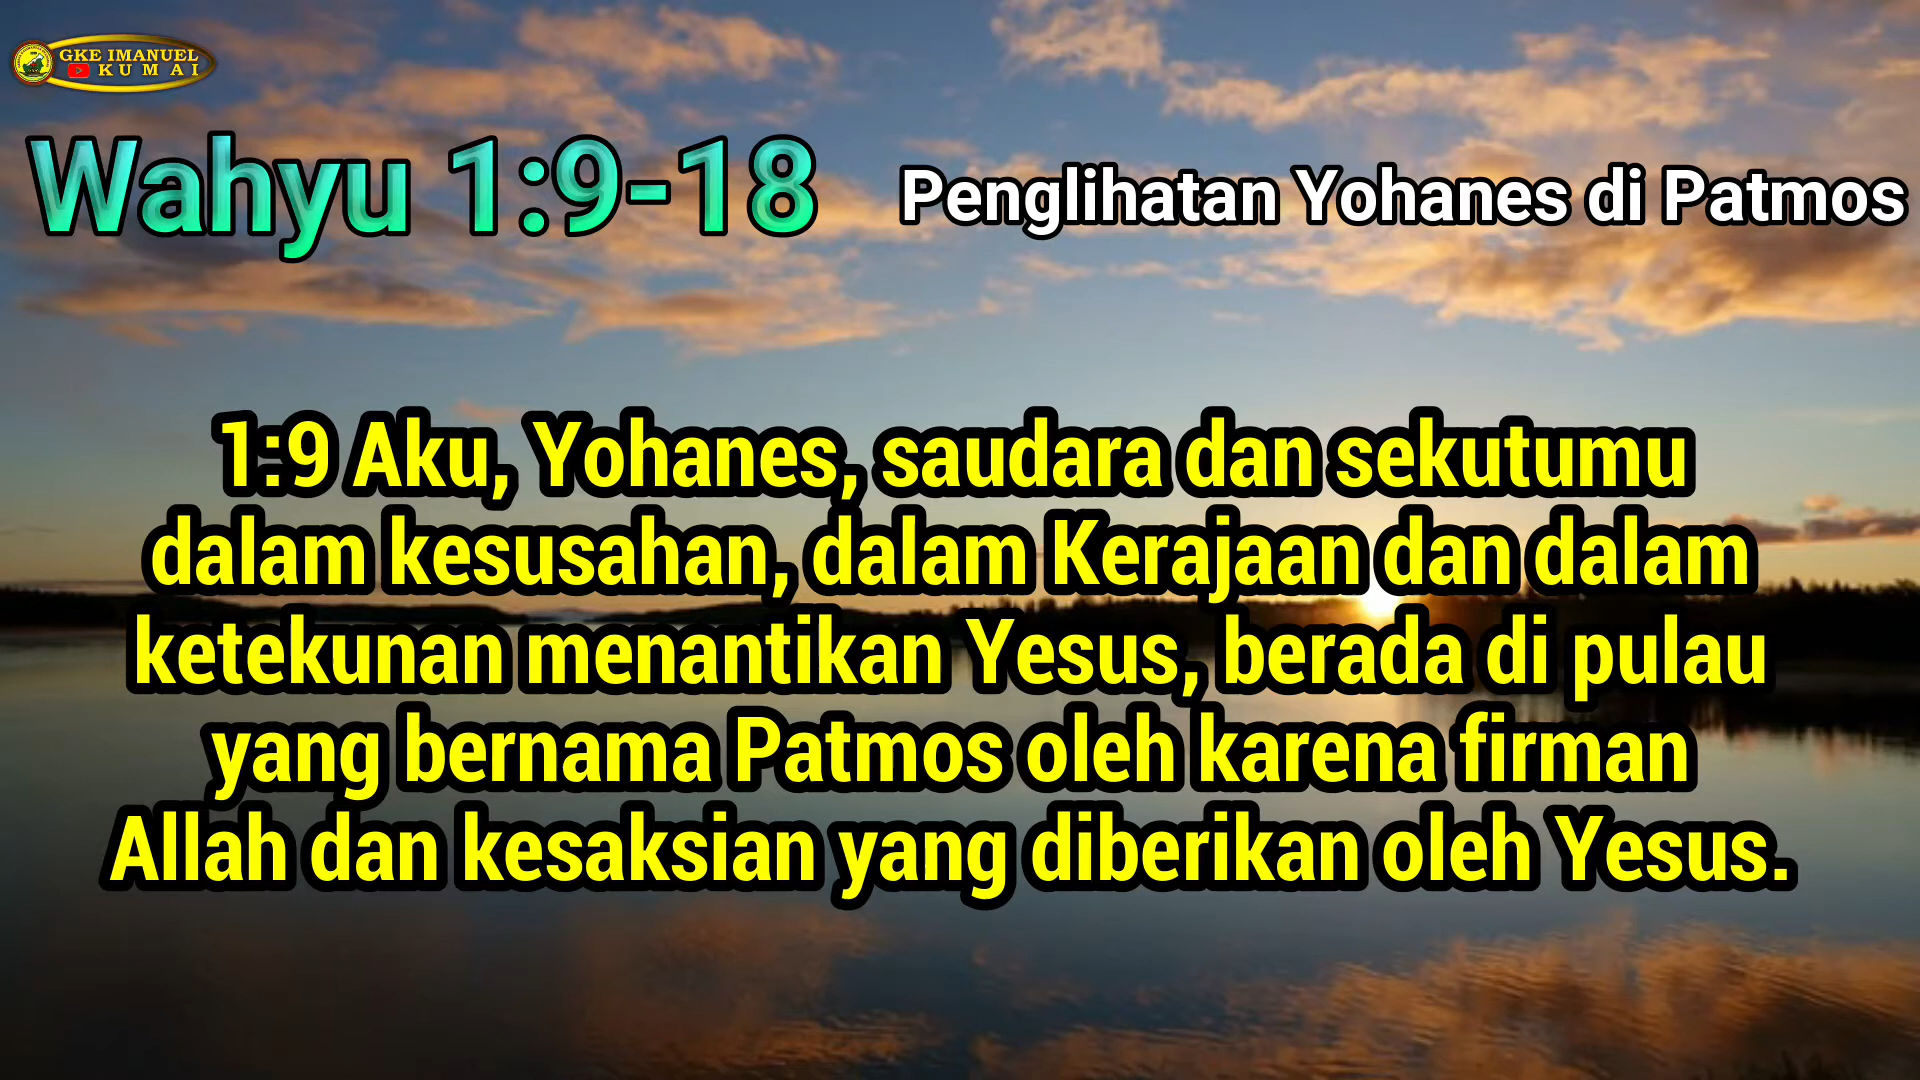 GKE IMANUEL
KUMAI
Wahyu 1:9-18
Penglihatan Yohanes di Patmos
1:9 Aku, Yohanes, saudara dan sekutumu
dalam kesusahan, dalam Kerajaan dan dalam
ketekunan menantikan Yesus, berada di pulau
yang bernama Patmos oleh karena firman
Allah dan kesaksian yang diberikan oleh Yesus.